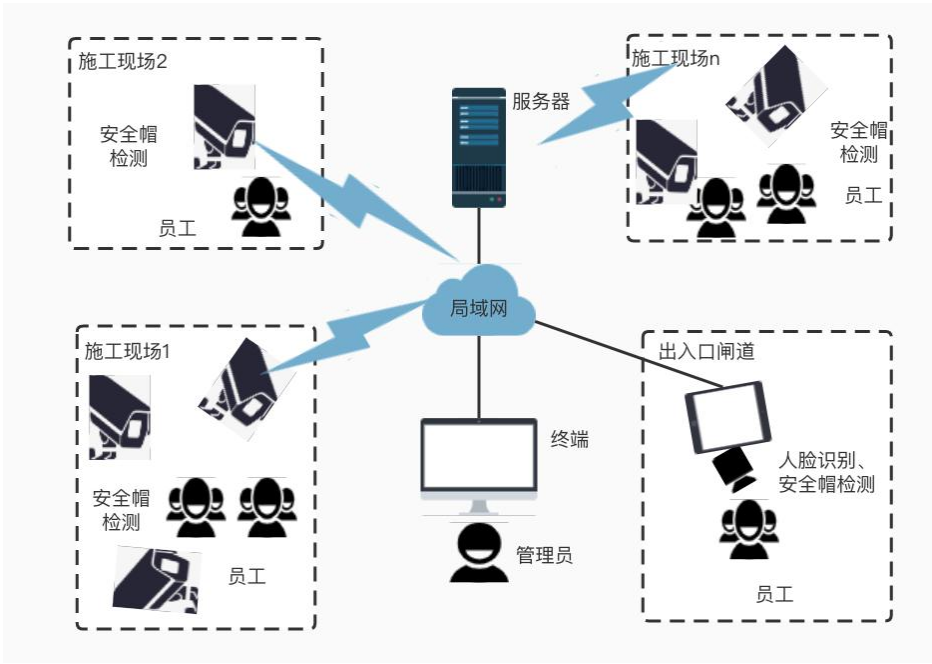 施工现场2
安全帽
检测
员工
服务器
施工现场n
安全帽
检测
员工
局域网
施工现场1
安全帽
检测
员工
终端
管理员
出入口闸道
人脸识别、
安全帽检测
员工